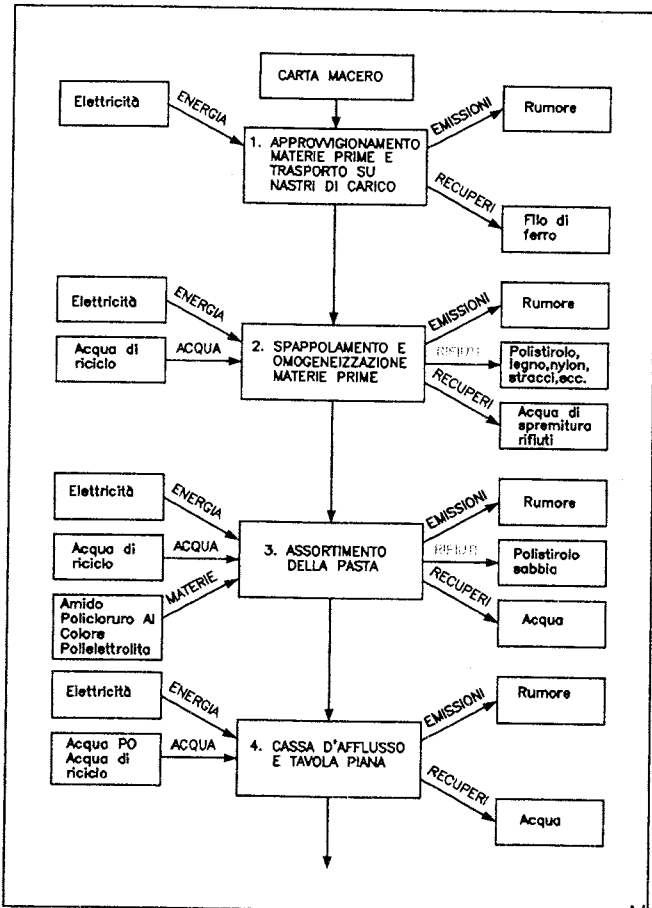 CARTA MACERO
Elettricità
ENERGIA
1. APPROVVIGIONAMENTO
MATERIE PRIME E
TRASPORTO SU
NASTRI DI CARICO
EMISSIONI
Rumore
RECUPERI
Filo di
ferro
Elettricità
ENERGIA
Acqua di
riciclo
ACQUA
2. SPAPPOLAMENTO E
OMOGENEIZZAZIONE
MATERIE PRIME
EMISSIONI
Rumore
RIFIUTI
Polistirolo,
legno,nylon,
stracci,ecc.
RECUPERI
Acqua di
spremitura
rifiuti
Elettricità
ENERGIA
Acqua di
riciclo
ACQUA
Amido
Policloruro Al
Colore
Polielettrolita
MATERIE
3. ASSORTIMENTO
DELLA PASTA
EMISSIONI
Rumore
RIFIUTI
Polistirolo
sabbia
RECUPERI
Acqua
Elettricità
ENERGIA
Acqua PO
Acqua di
riciclo
ACQUA
4. CASSA D'AFFLUSSO
E TAVOLA PIANA
EMISSIONI
Rumore
RECUPERI
Acqua